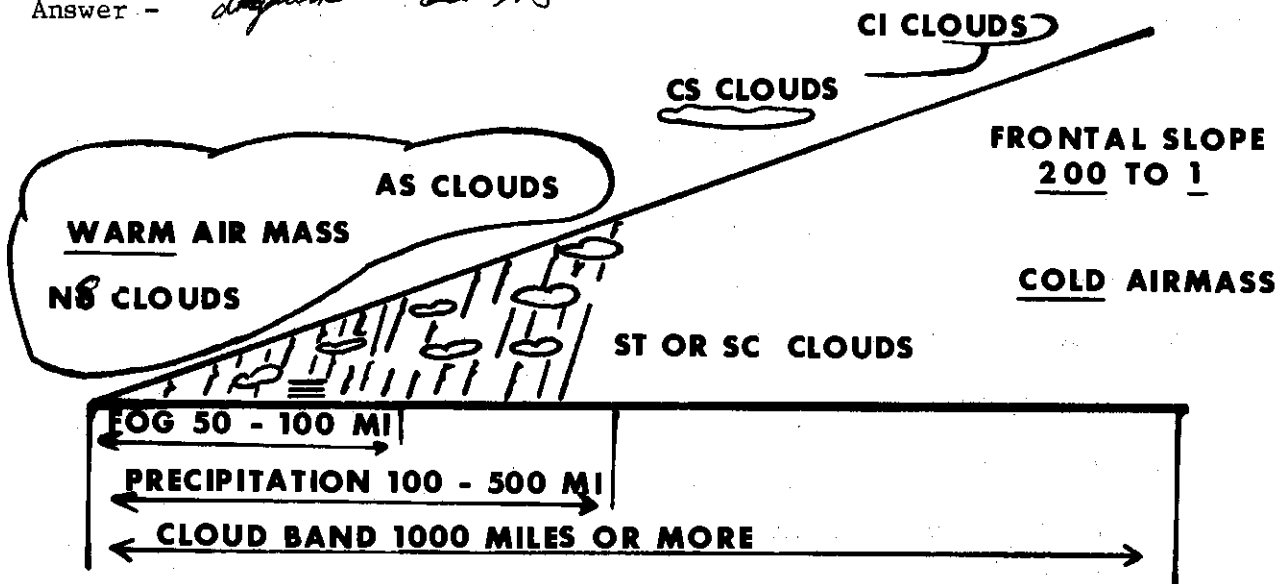 Answer -
CI CLOUDS
CS CLOUDS
FRONTAL SLOPE
200 TO 1
AS CLOUDS
WARM AIR MASS
NS CLOUDS
COLD AIRMASS
ST OR SC CLOUDS
FOG 50 - 100 MI
PRECIPITATION 100 - 500 MI
CLOUD BAND 1000 MILES OR MORE